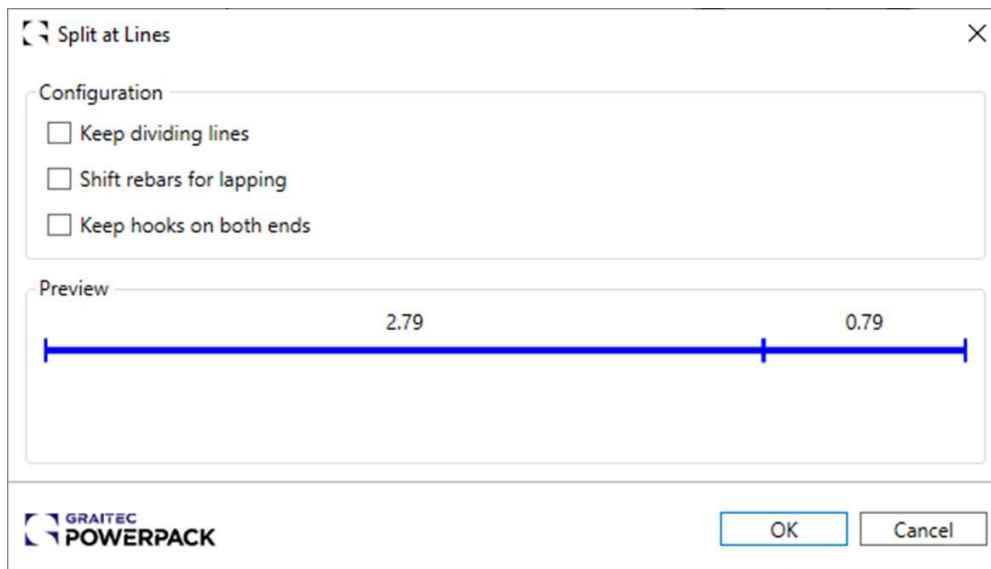 Split at Lines
Configuration
Keep dividing lines
Shift rebars for lapping
Keep hooks on both ends
Preview
2.79 0.79
GRAITEC
POWERPACK
OK Cancel